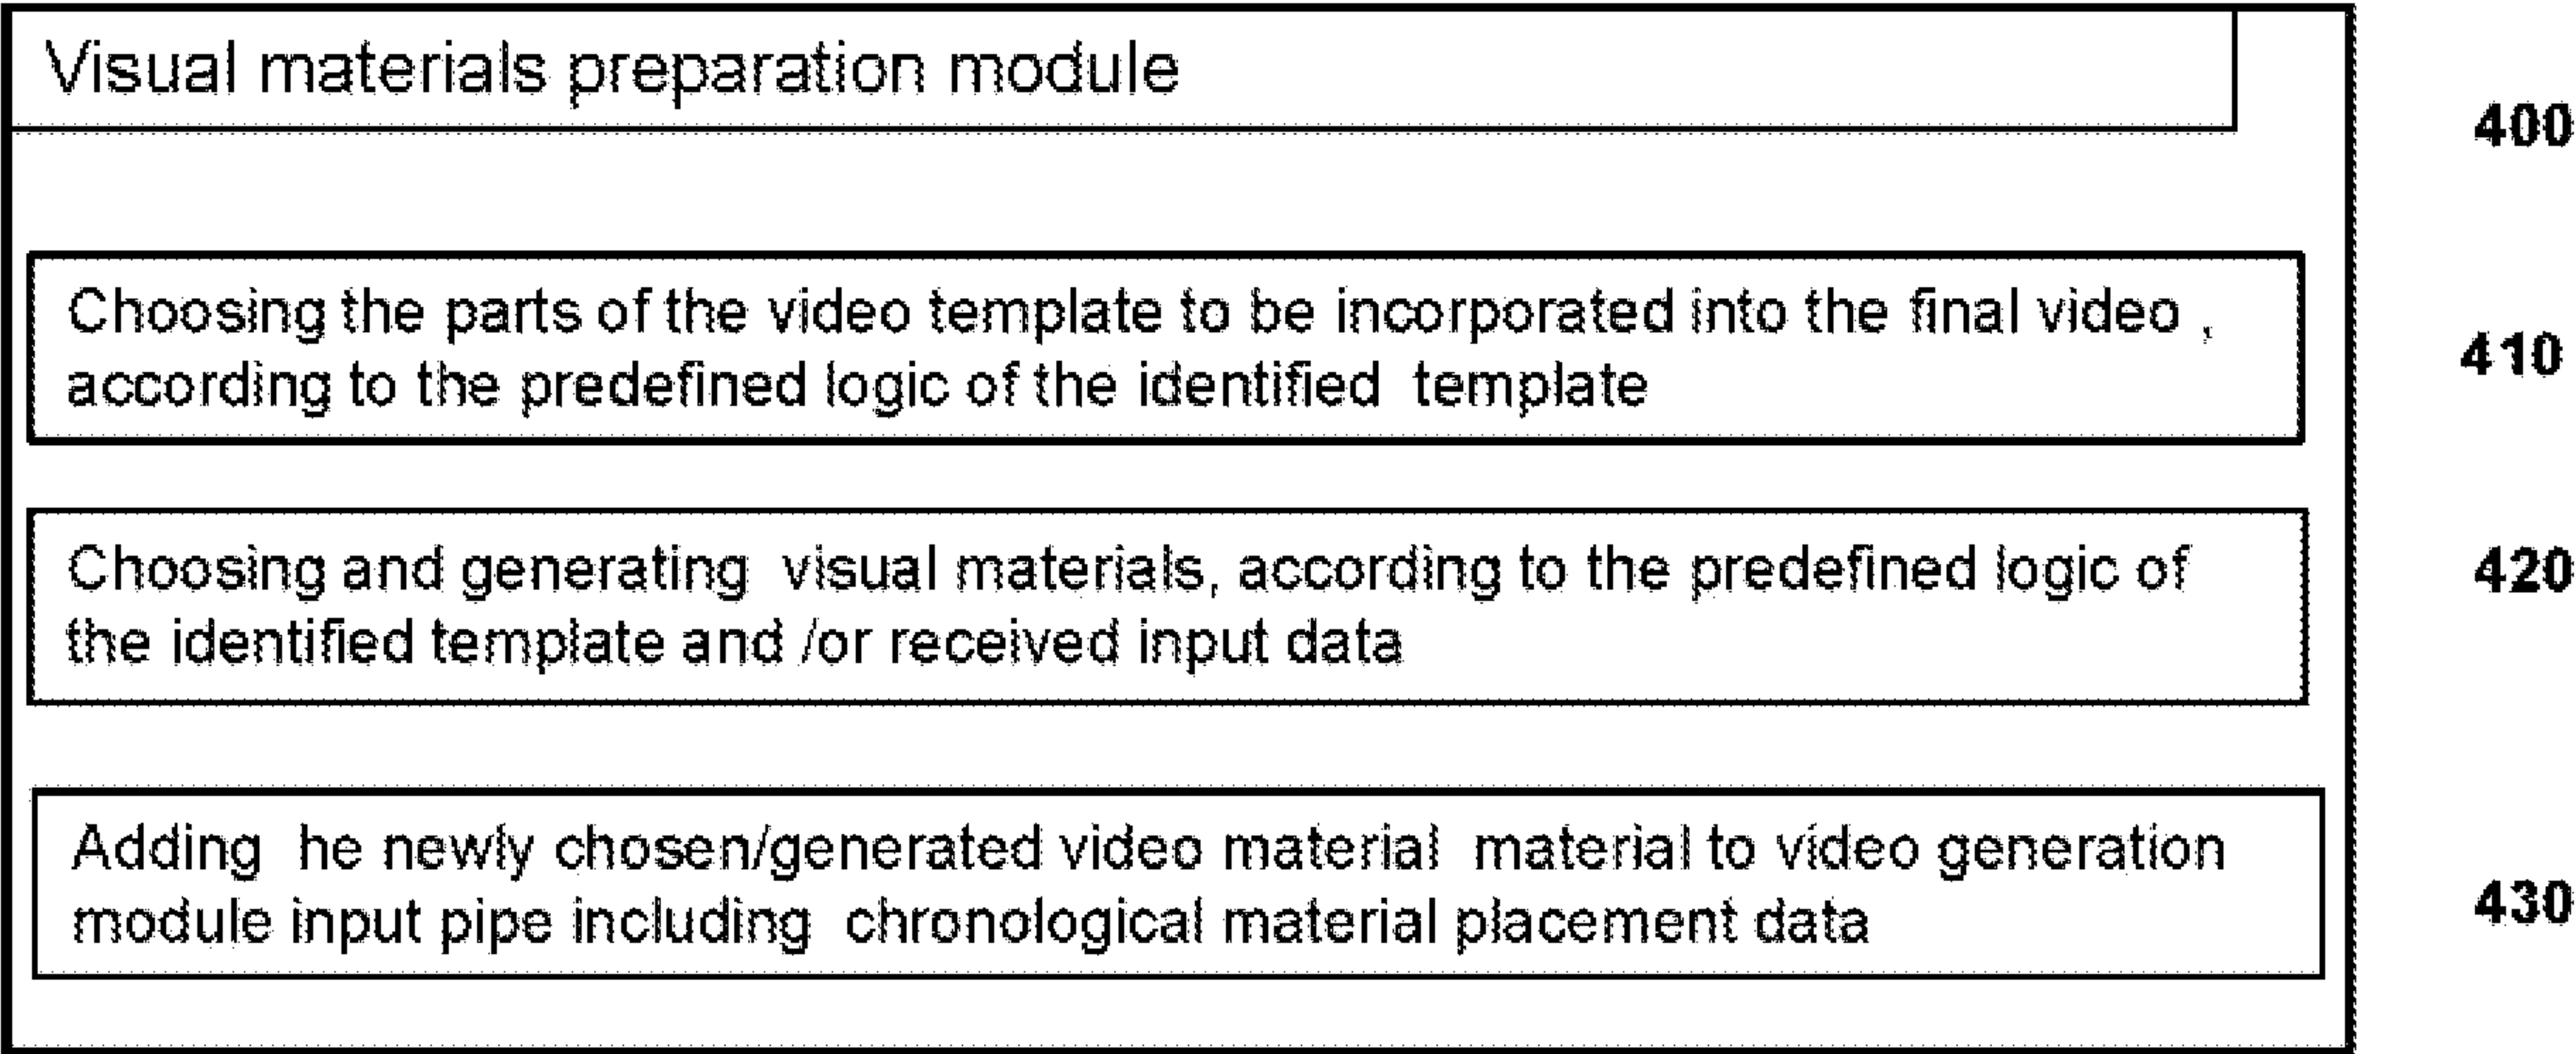 Visual materials preparation module
400
Choosing the parts of the video template to be incorporated into the final video ,
according to the predefined logic of the identified template
410
Choosing and generating visual materials, according to the predefined logic of
the identified template and /or received input data
420
Adding he newly chosen/generated video material material to video generation
module input pipe including chronological material placement data
430